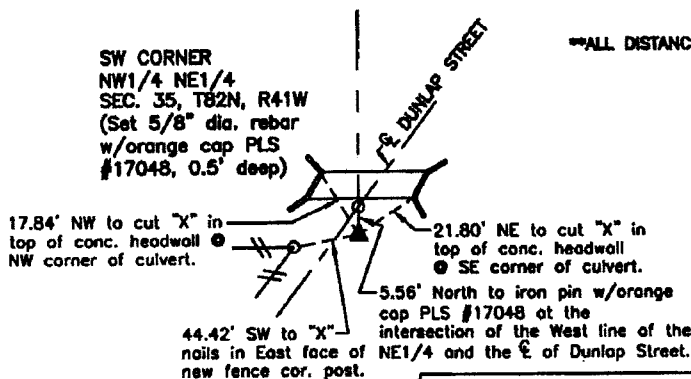 SW CORNER
NW1/4 NE1/4
SEC. 35, T82N, R41W
(Set 5/8" dia. rebar
w/orange cap PLS
#17048, 0.5' deep)
**ALL DISTANC
℄ DUNLAP STREET
17.84' NW to cut "X" in
top of conc. headwall @
NW corner of culvert.
21.80' NE to cut "X" in
top of conc. headwall
@ SE corner of culvert.
5.56' North to iron pin w/orange
cap PLS #17048 at the
intersection of the West line of the
NE1/4 and the ℄ of Dunlap Street.
44.42' SW to "X"
nails in East face of
new fence cor. post.